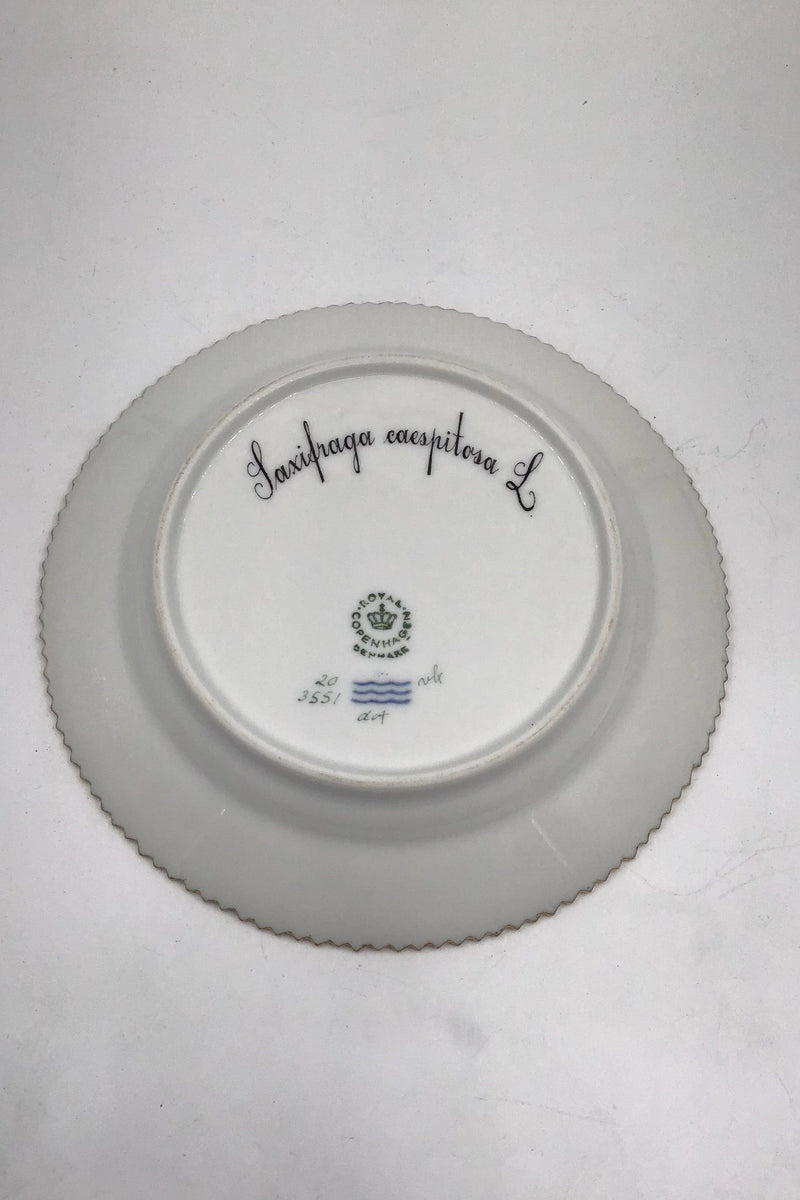 Saxifraga caespitosa L
ROYAL COPENHAGEN
DENMARK
20
3551